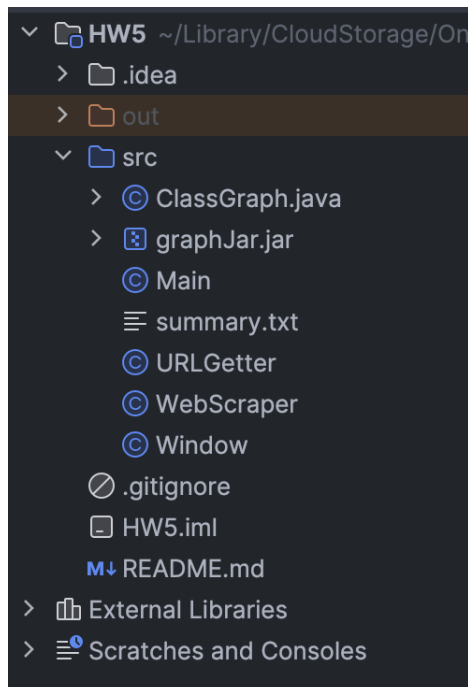 HW5 ~/Library/CloudStorage/On
.idea
out
src
ClassGraph.java
graphJar.jar
Main
summary.txt
URLGetter
WebScraper
Window
.gitignore
HW5.iml
M↓ README.md
External Libraries
Scratches and Consoles